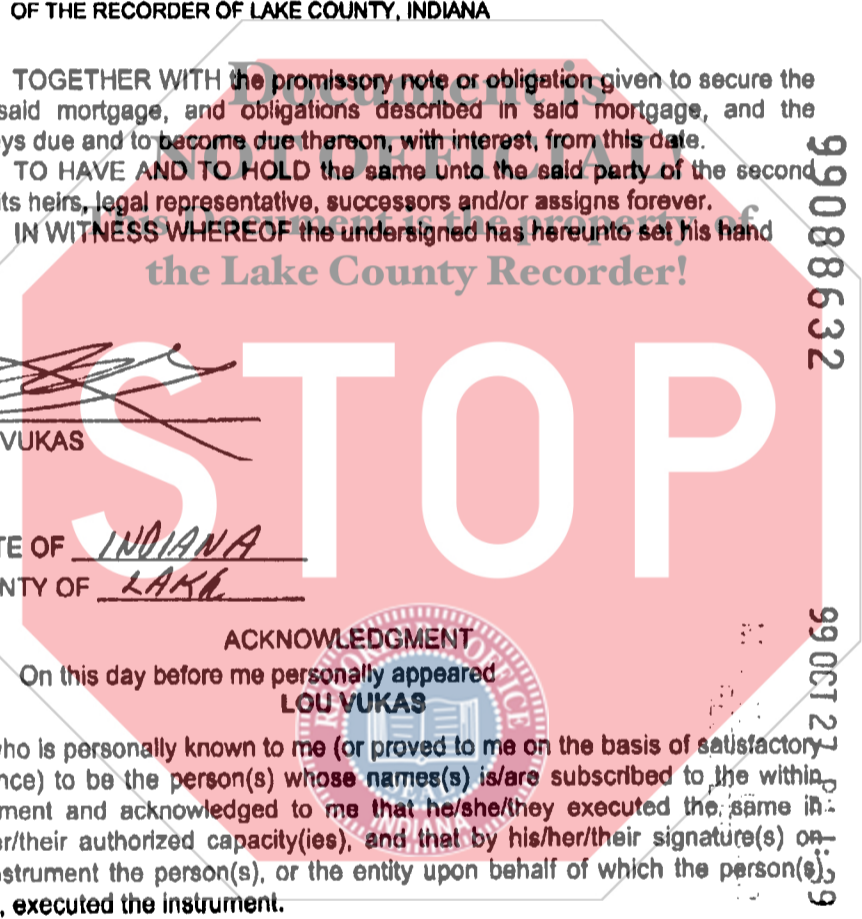 OF THE RECORDER OF LAKE COUNTY, INDIANA
Document is
TOGETHER WITH the promissory note or obligation given to secure the
said mortgage, and obligations described in said mortgage, and the
ys due and to become due thereon, with interest, from this date.
NOT OFFICIAL!
TO HAVE AND TO HOLD the same unto the said party of the second
its heirs, legal representative, successors and/or assigns forever.
This Document is the property of
IN WITNESS WHEREOF the undersigned has hereunto set his hand
the Lake County Recorder!
99088632
STOP
VUKAS
TE OF INDIANA
NTY OF LAKE
ACKNOWLEDGMENT
On this day before me personally appeared
LOU VUKAS
ho is personally known to me (or proved to me on the basis of satisfactory
nce) to be the person(s) whose names(s) is/are subscribed to the within
ment and acknowledged to me that he/she/they executed the same in
er/their authorized capacity(ies), and that by his/her/their signature(s) on
strument the person(s), or the entity upon behalf of which the person(s)
, executed the instrument.
RECORDER'S OFFICE
SEAL
INDIANA
99 OCT 27 P 1:39